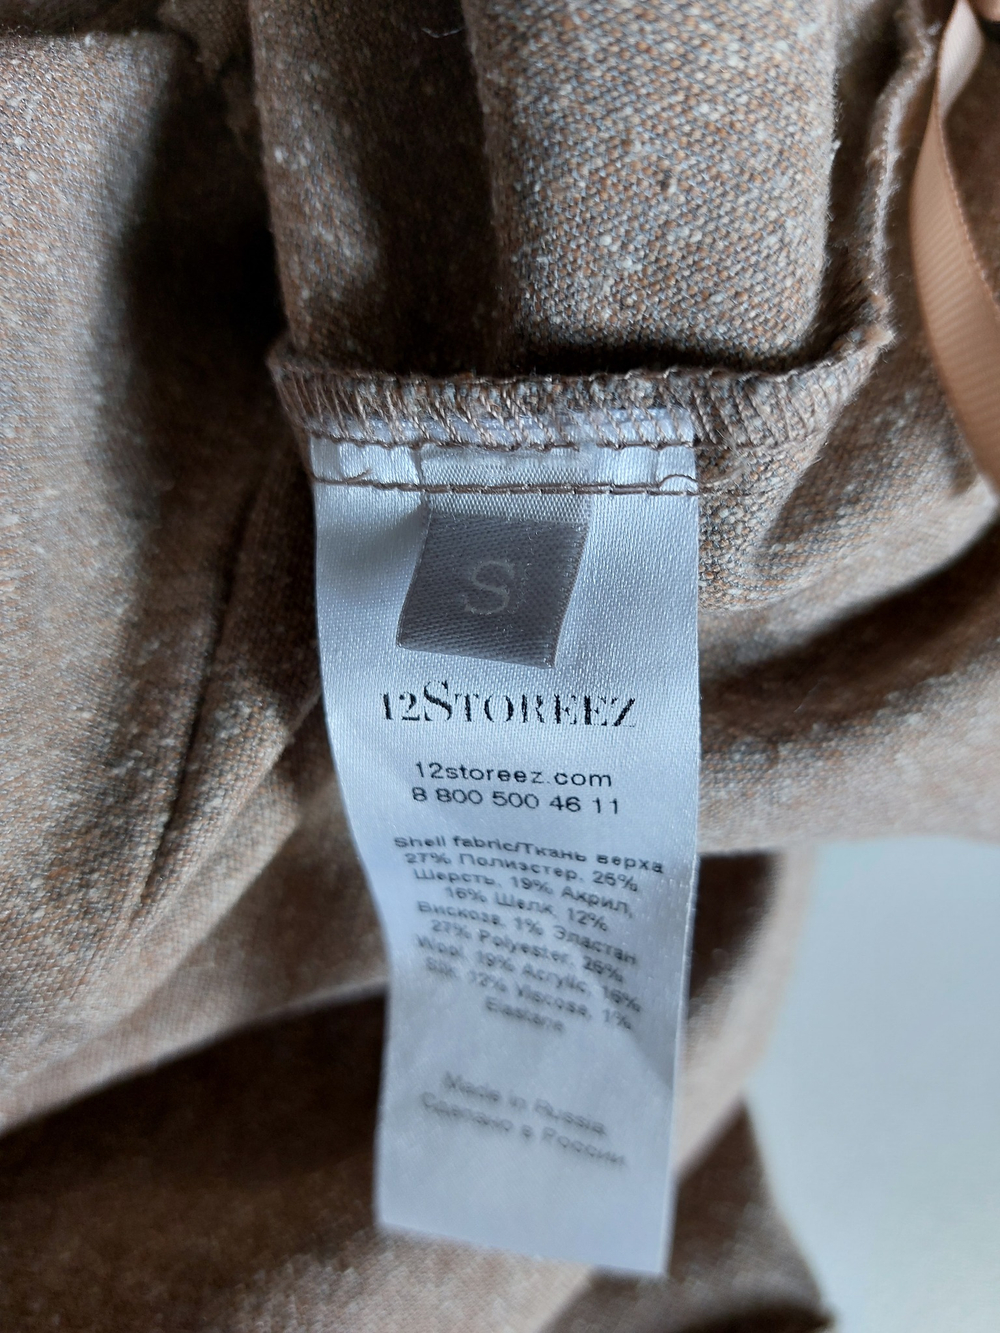 S
12STOREEZ
12storeez.com
8 800 500 46 11
Shell fabric/Ткань верха
27% Полиэстер, 25%
Шерсть, 19% Акрил,
16% Шелк, 12%
Вискоза, 1% Эластан
27% Polyester, 25%
Wool, 19% Acrylic, 16%
Silk, 12% Viscose, 1%
Elastane
Made in Russia
Сделано в России